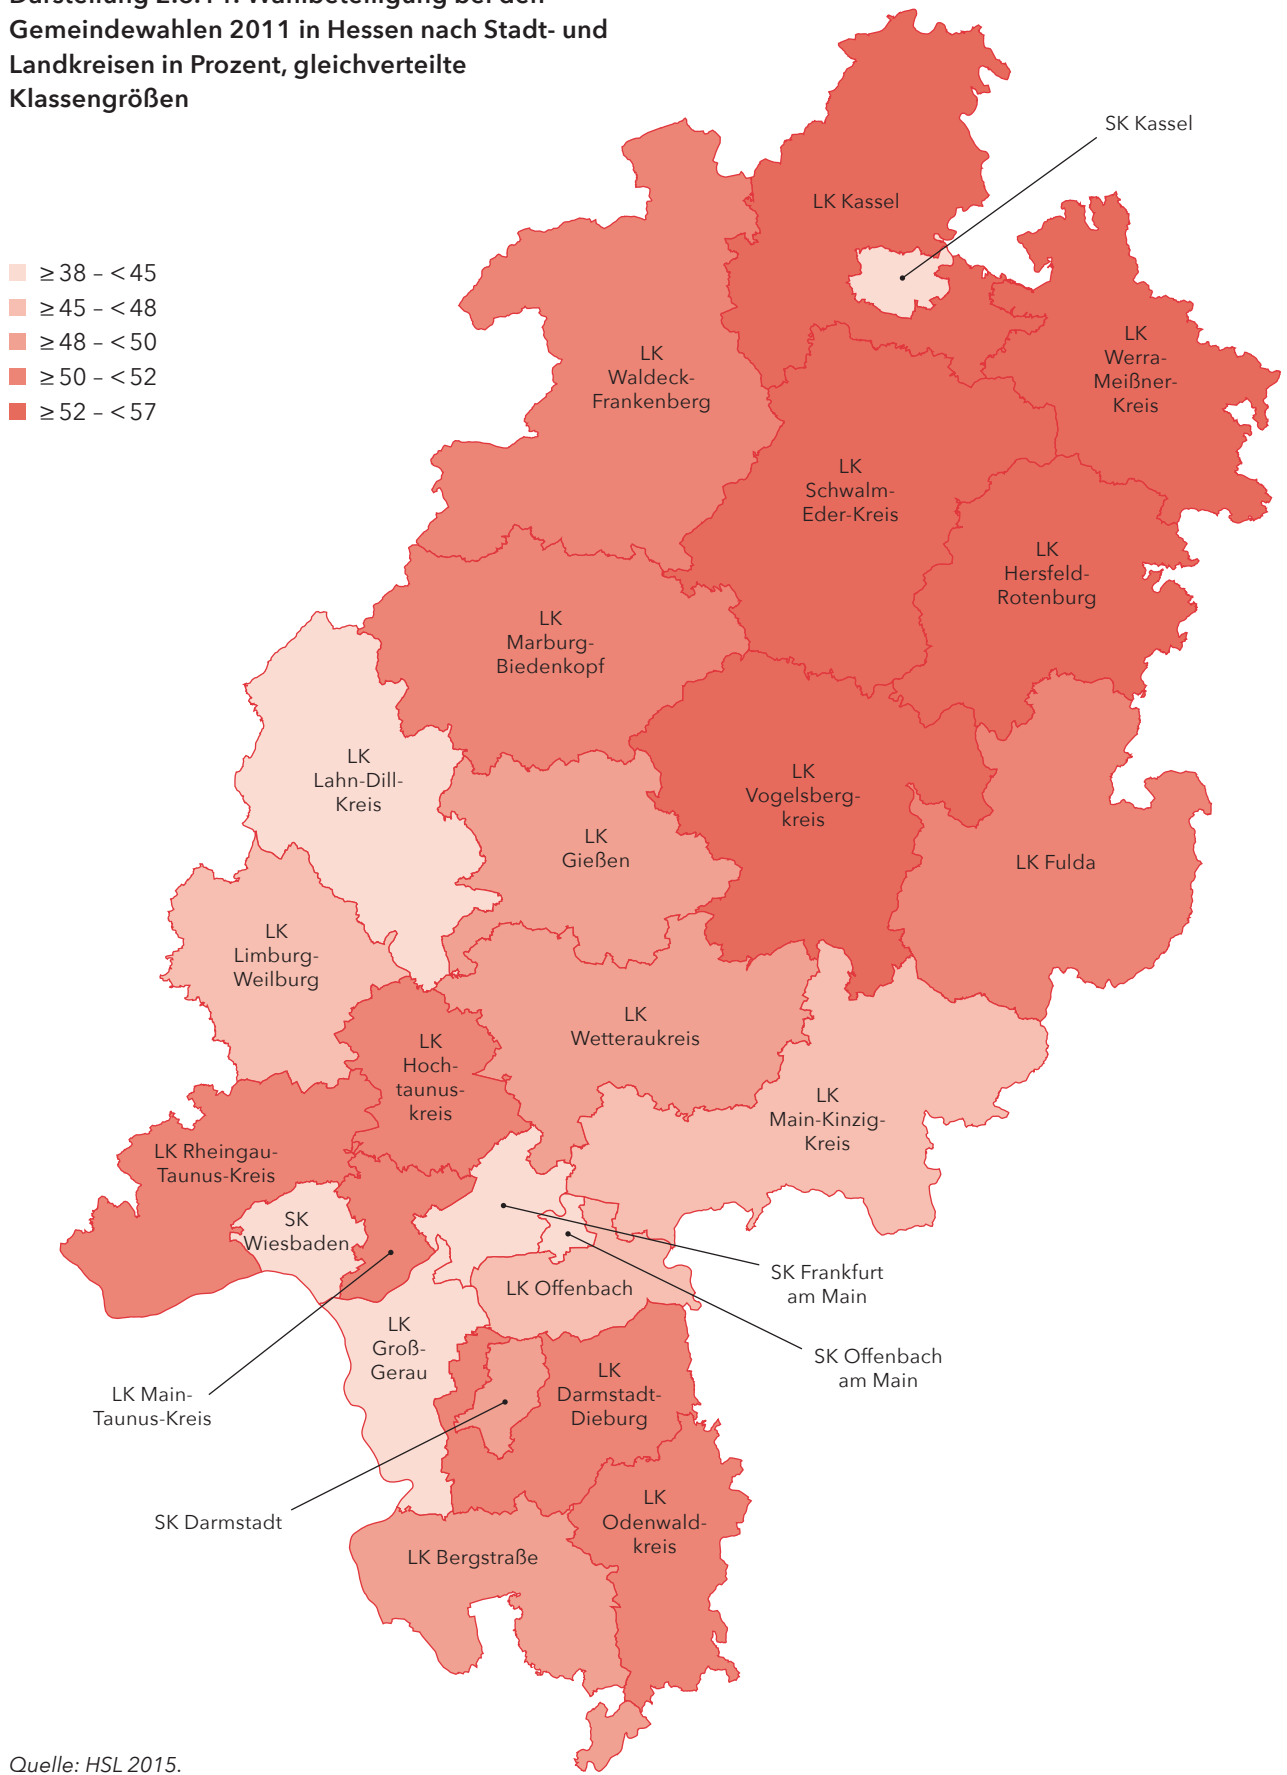 Gemeindewahlen 2011 in Hessen nach Stadt- und
Landkreisen in Prozent, gleichverteilte
Klassengrößen
SK Kassel
LK Kassel
≥ 38 – < 45
≥ 45 – < 48
≥ 48 – < 50
≥ 50 – < 52
≥ 52 – < 57
LK
Waldeck-
Frankenberg
LK
Werra-
Meißner-
Kreis
LK
Schwalm-
Eder-Kreis
LK
Hersfeld-
Rotenburg
LK
Marburg-
Biedenkopf
LK
Lahn-Dill-
Kreis
LK
Vogelsberg-
kreis
LK
Gießen
LK Fulda
LK
Limburg-
Weilburg
LK
Wetteraukreis
LK
Hoch-
taunus-
kreis
LK
Main-Kinzig-
Kreis
LK Rheingau-
Taunus-Kreis
SK
Wiesbaden
SK Frankfurt
am Main
LK Offenbach
LK
Groß-
Gerau
SK Offenbach
am Main
LK
Darmstadt-
Dieburg
LK Main-
Taunus-Kreis
SK Darmstadt
LK
Odenwald-
kreis
LK Bergstraße
Quelle: HSL 2015.